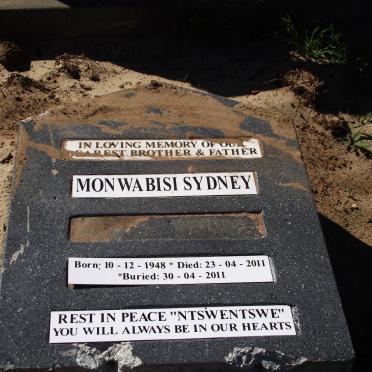 IN LOVING MEMORY OF OUR
DEAREST BROTHER & FATHER
MONWABISI SYDNEY
Born; 10 - 12 - 1948 * Died: 23 - 04 - 2011
*Buried: 30 - 04 - 2011
REST IN PEACE "NTSWENTSWE"
YOU WILL ALWAYS BE IN OUR HEARTS